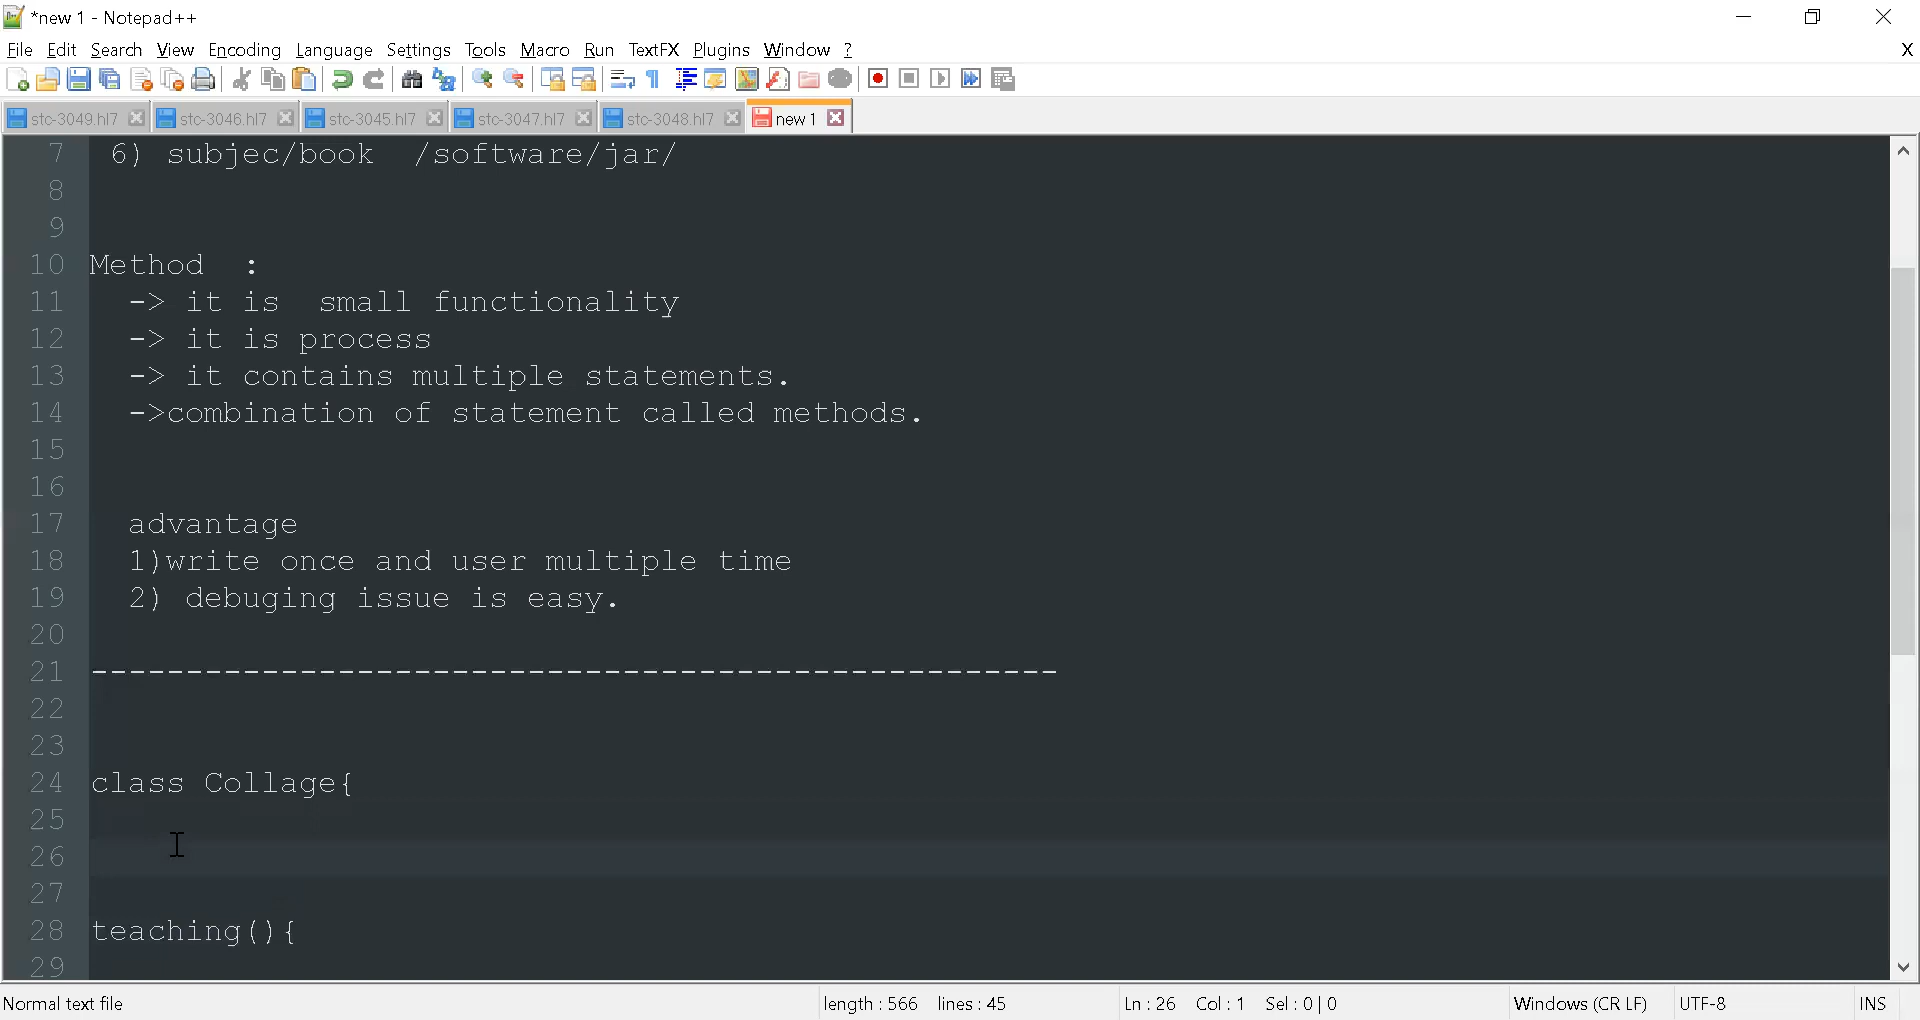 *new 1 - Notepad++
File Edit Search View Encoding Language Settings Tools Macro Run TextFX Plugins Window ? X
stc-3049.hl7 stc-3046.hl7 stc-3045.hl7 stc-3047.hl7 stc-3048.hl7 new 1
7 6) subjec/book /software/jar/
8
9
10 Method :
11 -> it is small functionality
12 -> it is process
13 -> it contains multiple statements.
14 ->combination of statement called methods.
15
16
17 advantage
18 1)write once and user multiple time
19 2) debuging issue is easy.
20
21 ---------------------------------------------------
22
23
24 class Collage{
25
26
27
28 teaching(){
29
Normal text file length : 566 lines : 45 Ln : 26 Col : 1 Sel : 0 | 0 Windows (CR LF) UTF-8 INS